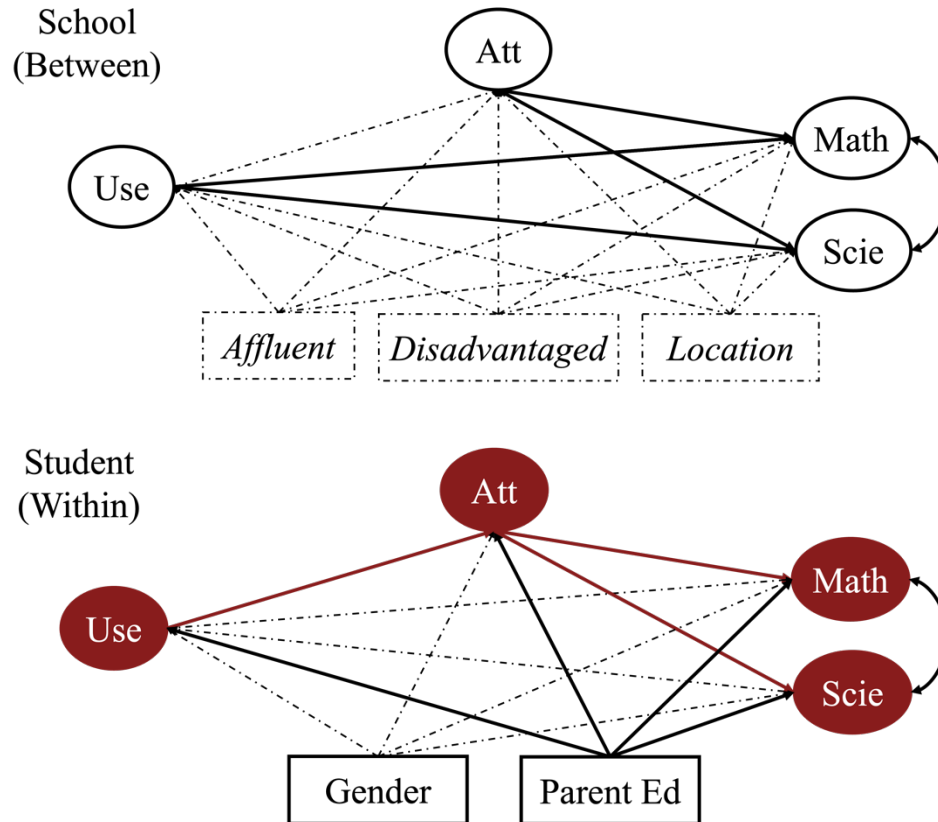 School
(Between)
Att
Math
Use
Scie
Affluent
Disadvantaged
Location
Student
(Within)
Att
Math
Use
Scie
Gender
Parent Ed